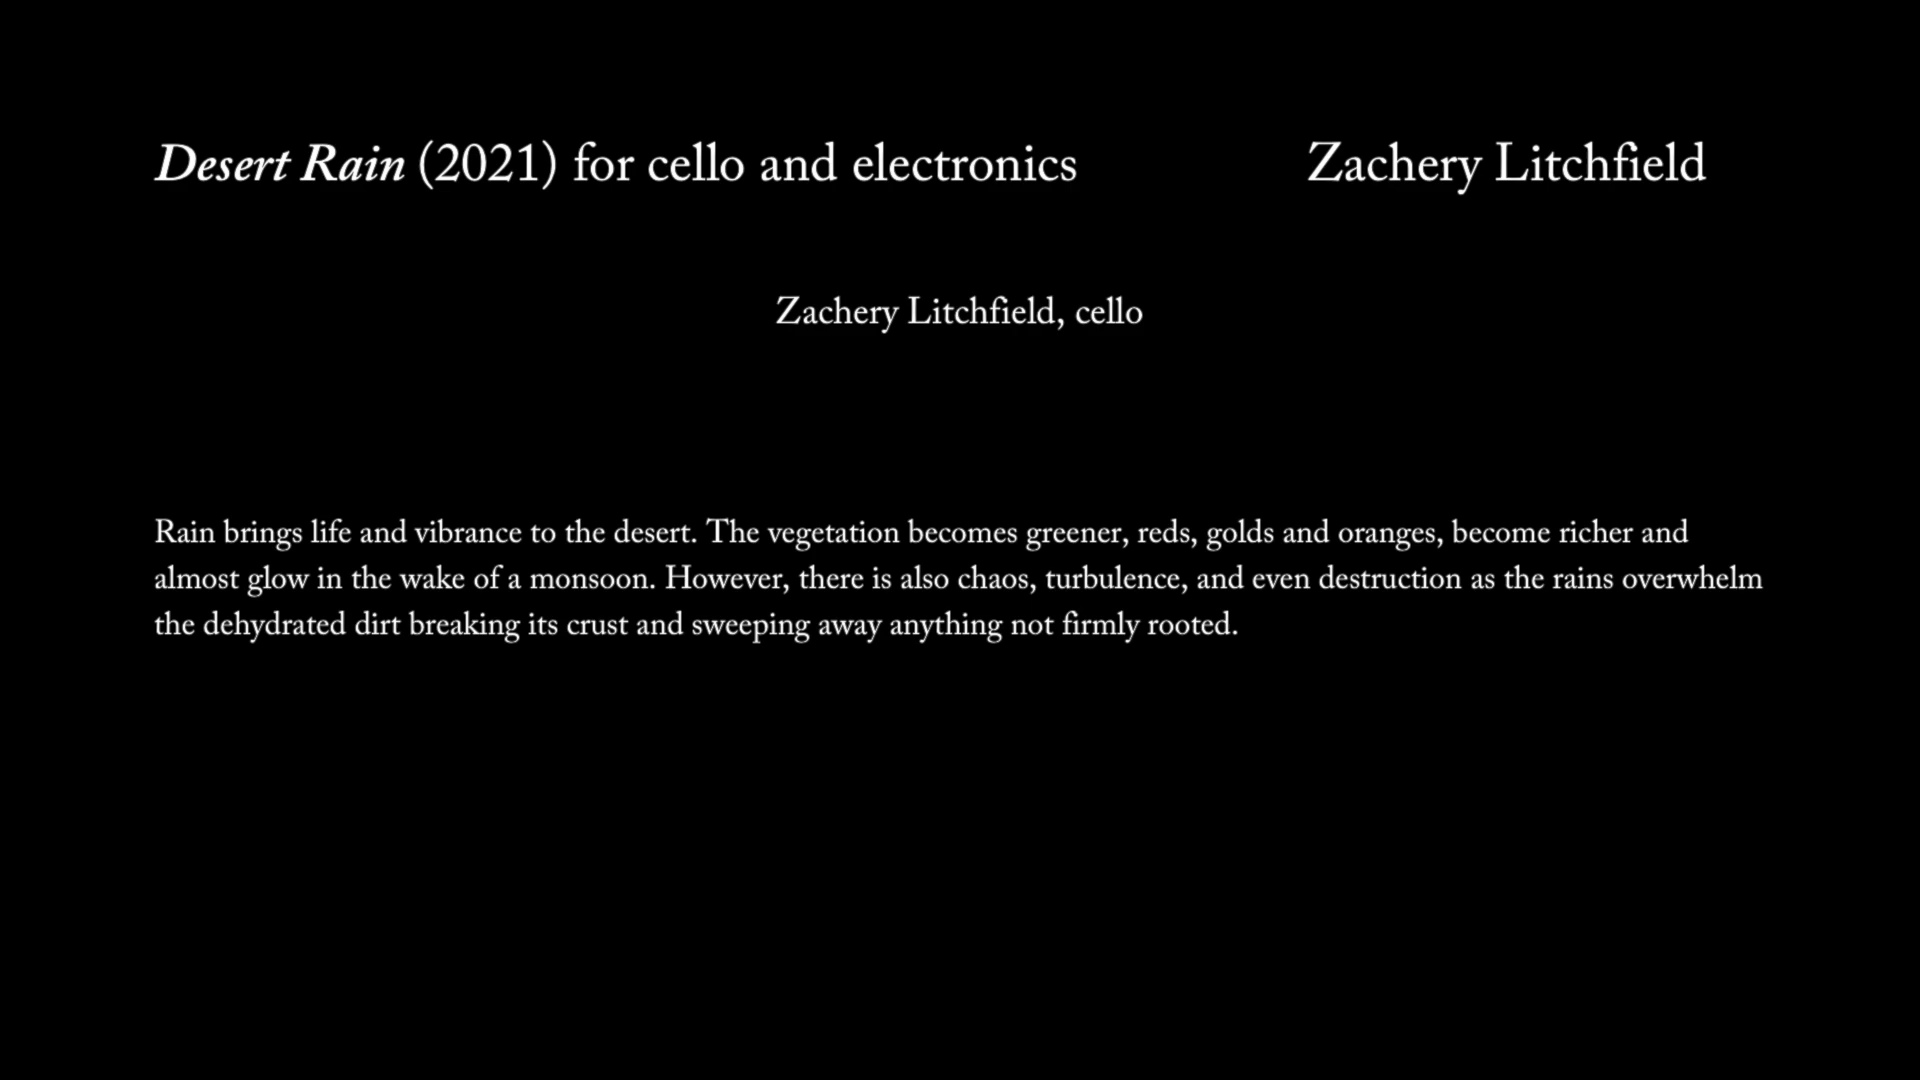 Desert Rain (2021) for cello and electronics Zachery Litchfield
Zachery Litchfield, cello
Rain brings life and vibrance to the desert. The vegetation becomes greener, reds, golds and oranges, become richer and
almost glow in the wake of a monsoon. However, there is also chaos, turbulence, and even destruction as the rains overwhelm
the dehydrated dirt breaking its crust and sweeping away anything not firmly rooted.